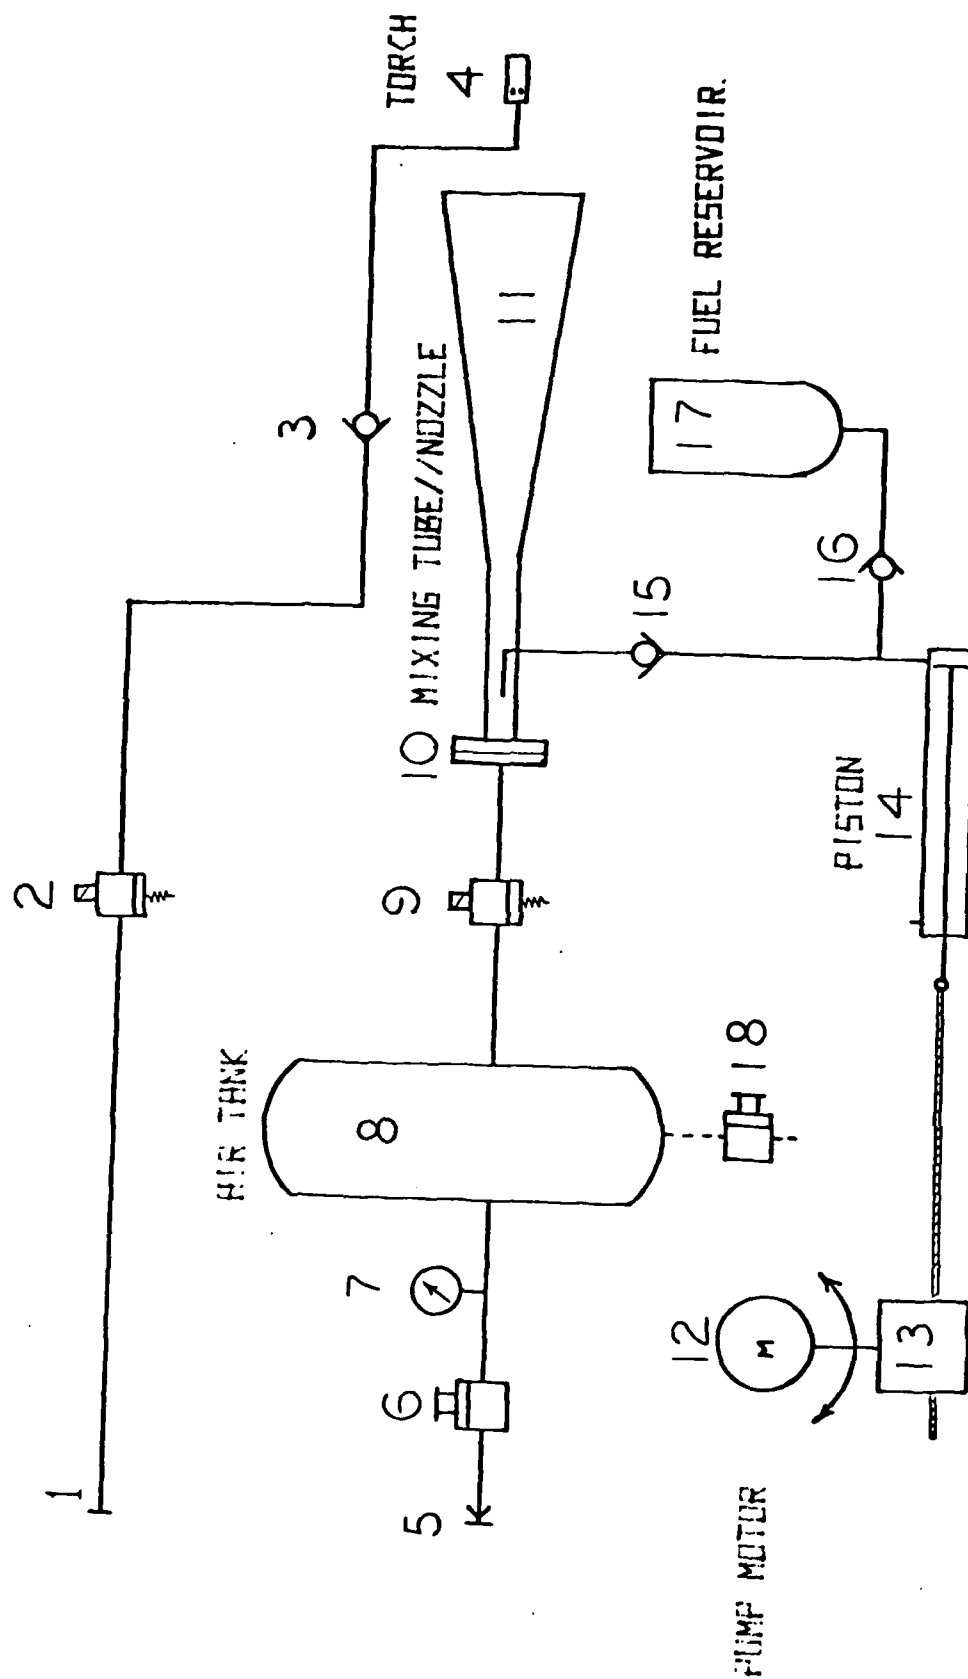 TORCH
4
3
2
1
MIXING TUBE//NOZZLE
11
10
9
AIR TANK
8
7
6
5
FUEL RESERVOIR.
17
16
15
18
PISTON
14
12
M
13
PUMP MOTOR